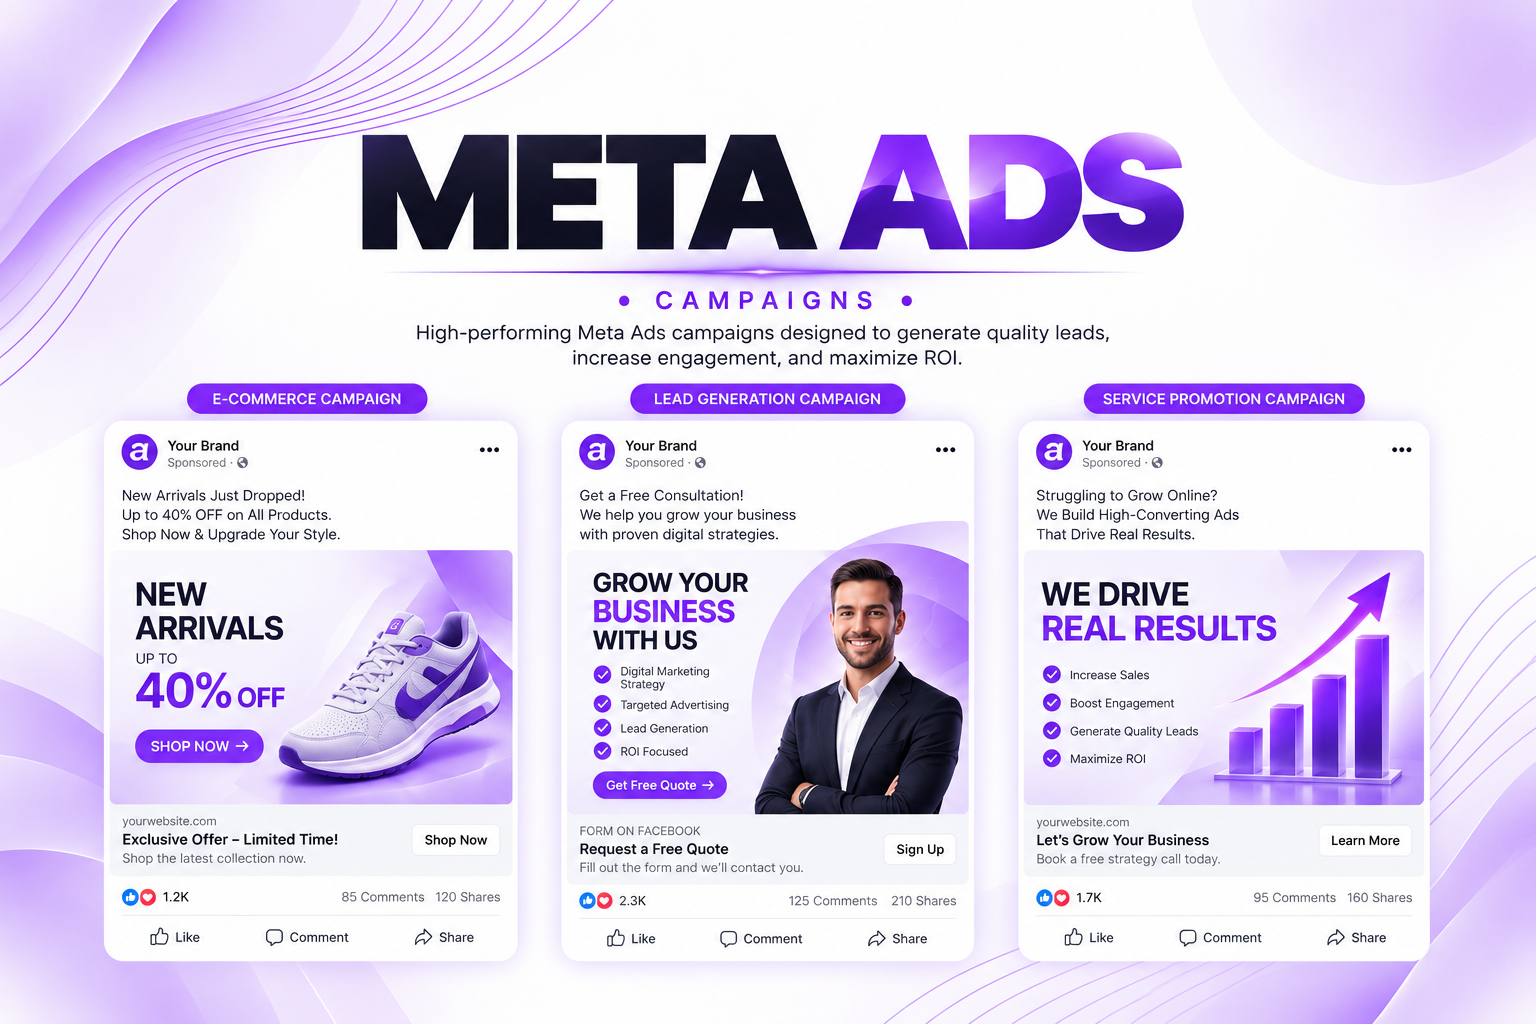 META ADS
• CAMPAIGNS •
High-performing Meta Ads campaigns designed to generate quality leads,
increase engagement, and maximize ROI.
E-COMMERCE CAMPAIGN
a
Your Brand
Sponsored ·
New Arrivals Just Dropped!
Up to 40% OFF on All Products.
Shop Now & Upgrade Your Style.
NEW
ARRIVALS
UP TO
40% OFF
SHOP NOW →
yourwebsite.com
Exclusive Offer – Limited Time!
Shop the latest collection now.
Shop Now
1.2K
85 Comments 120 Shares
Like Comment Share
LEAD GENERATION CAMPAIGN
a
Your Brand
Sponsored ·
Get a Free Consultation!
We help you grow your business
with proven digital strategies.
GROW YOUR
BUSINESS
WITH US
Digital Marketing
Strategy
Targeted Advertising
Lead Generation
ROI Focused
Get Free Quote →
FORM ON FACEBOOK
Request a Free Quote
Fill out the form and we'll contact you.
Sign Up
2.3K
125 Comments 210 Shares
Like Comment Share
SERVICE PROMOTION CAMPAIGN
a
Your Brand
Sponsored ·
Struggling to Grow Online?
We Build High-Converting Ads
That Drive Real Results.
WE DRIVE
REAL RESULTS
Increase Sales
Boost Engagement
Generate Quality Leads
Maximize ROI
yourwebsite.com
Let's Grow Your Business
Book a free strategy call today.
Learn More
1.7K
95 Comments 160 Shares
Like Comment Share